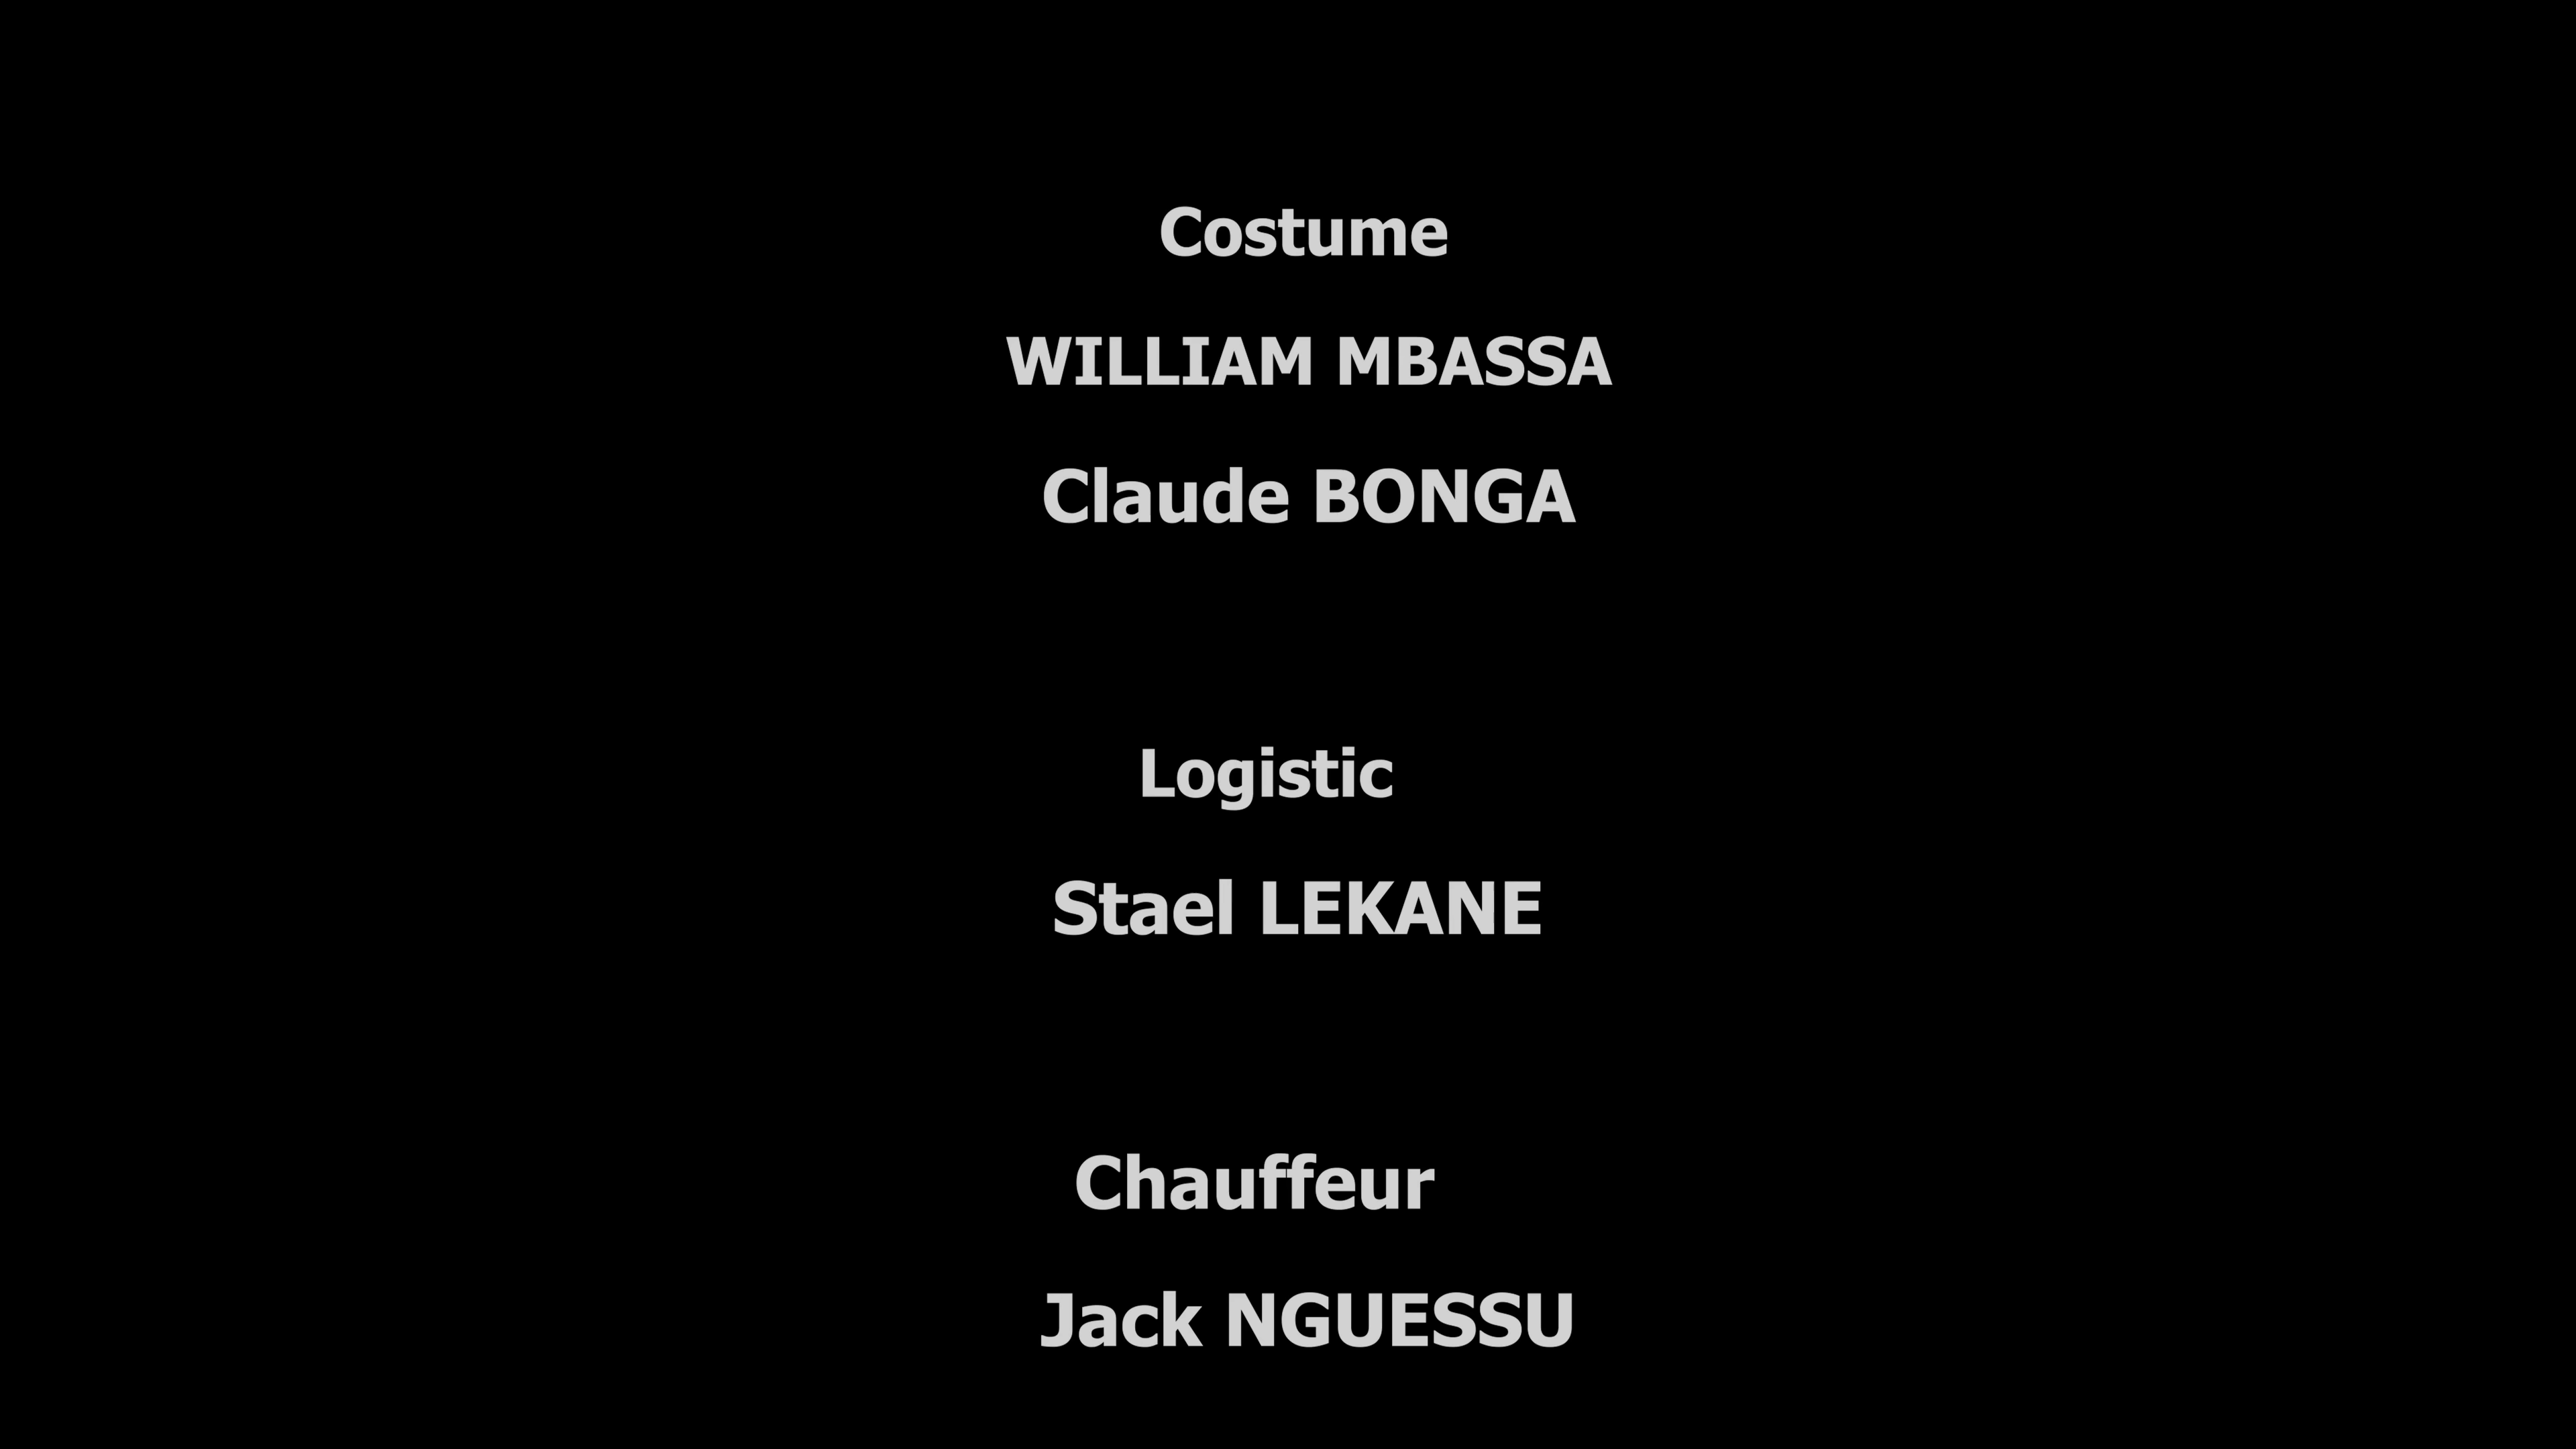 Costume
WILLIAM MBASSA
Claude BONGA
Logistic
Stael LEKANE
Chauffeur
Jack NGUESSU